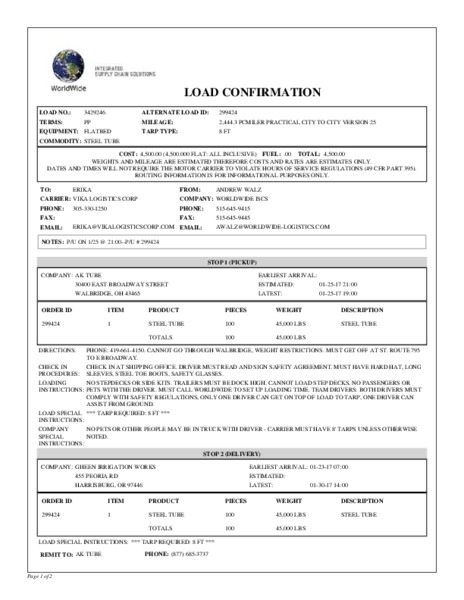 WorldWide
INTEGRATED
SUPPLY CHAIN SOLUTIONS
LOAD CONFIRMATION
LOAD NO.: 3429246 ALTERNATE LOAD ID: 299424
TERMS: PP MILEAGE: 2,444.3 PCMILER PRACTICAL CITY TO CITY VERSION 25
EQUIPMENT: FLATBED TARP TYPE: 8 FT
COMMODITY: STEEL TUBE
COST: 4,500.00 (4,500.000 FLAT: ALL INCLUSIVE) FUEL: .00 TOTAL: 4,500.00
WEIGHTS AND MILEAGE ARE ESTIMATED THEREFORE COSTS AND RATES ARE ESTIMATES ONLY.
DATES AND TIMES WILL NOT REQUIRE THE MOTOR CARRIER TO VIOLATE HOURS OF SERVICE REGULATIONS (49 CFR PART 395)
ROUTING INFORMATION IS FOR INFORMATIONAL PURPOSES ONLY.
TO: ERIKA FROM: ANDREW WALZ
CARRIER: VIKA LOGISTICS CORP COMPANY: WORLDWIDE ISCS
PHONE: 305-330-1250 PHONE: 515-645-9415
FAX: FAX: 515-645-9445
EMAIL: ERIKA@VIKALOGISTICSCORP.COM EMAIL: AWALZ@WORLDWIDE-LOGISTICS.COM
NOTES: P/U ON 1/25 @ 21:00--P/U # 299424
STOP 1 (PICKUP)
COMPANY: AK TUBE EARLIEST ARRIVAL:
30400 EAST BROADWAY STREET ESTIMATED: 01-25-17 21:00
WALBRIDGE, OH 43465 LATEST: 01-25-17 19:00
ORDER ID ITEM PRODUCT PIECES WEIGHT DESCRIPTION
299424 1 STEEL TUBE 100 45,000 LBS STEEL TUBE
TOTALS 100 45,000 LBS
DIRECTIONS: PHONE: 419-661-4150. CANNOT GO THROUGH WALBRIDGE, WEIGHT RESTRICTIONS. MUST GET OFF AT ST. ROUTE 795
TO E BROADWAY.
CHECK IN PROCEDURES: CHECK IN AT SHIPPING OFFICE. DRIVER MUST READ AND SIGN SAFETY AGREEMENT. MUST HAVE HARD HAT, LONG
SLEEVES, STEEL TOE BOOTS, SAFETY GLASSES.
LOADING INSTRUCTIONS: NO STEPDECKS OR SIDE KITS. TRAILERS MUST BE DOCK HIGH. CANNOT LOAD STEP DECKS, NO PASSENGERS OR
PETS WITH THE DRIVER. MUST CALL WORLDWIDE TO SET UP LOADING TIME. TEAM DRIVERS: BOTH DRIVERS MUST
COMPLY WITH SAFETY REGULATIONS, ONLY ONE DRIVER CAN GET ON TOP OF LOAD TO TARP, ONE DRIVER CAN
ASSIST FROM GROUND.
LOAD SPECIAL INSTRUCTIONS: *** TARP REQUIRED: 8 FT ***
COMPANY SPECIAL INSTRUCTIONS: NO PETS OR OTHER PEOPLE MAY BE IN TRUCK WITH DRIVER - CARRIER MUST HAVE 8' TARPS UNLESS OTHERWISE
NOTED.
STOP 2 (DELIVERY)
COMPANY: GHEEN IRRIGATION WORKS EARLIEST ARRIVAL: 01-23-17 07:00
455 PEORIA RD ESTIMATED:
HARRISBURG, OR 97446 LATEST: 01-30-17 14:00
ORDER ID ITEM PRODUCT PIECES WEIGHT DESCRIPTION
299424 1 STEEL TUBE 100 45,000 LBS STEEL TUBE
TOTALS 100 45,000 LBS
LOAD SPECIAL INSTRUCTIONS: *** TARP REQUIRED: 8 FT ***
REMIT TO: AK TUBE PHONE: (877) 685-3737
Page 1 of 2